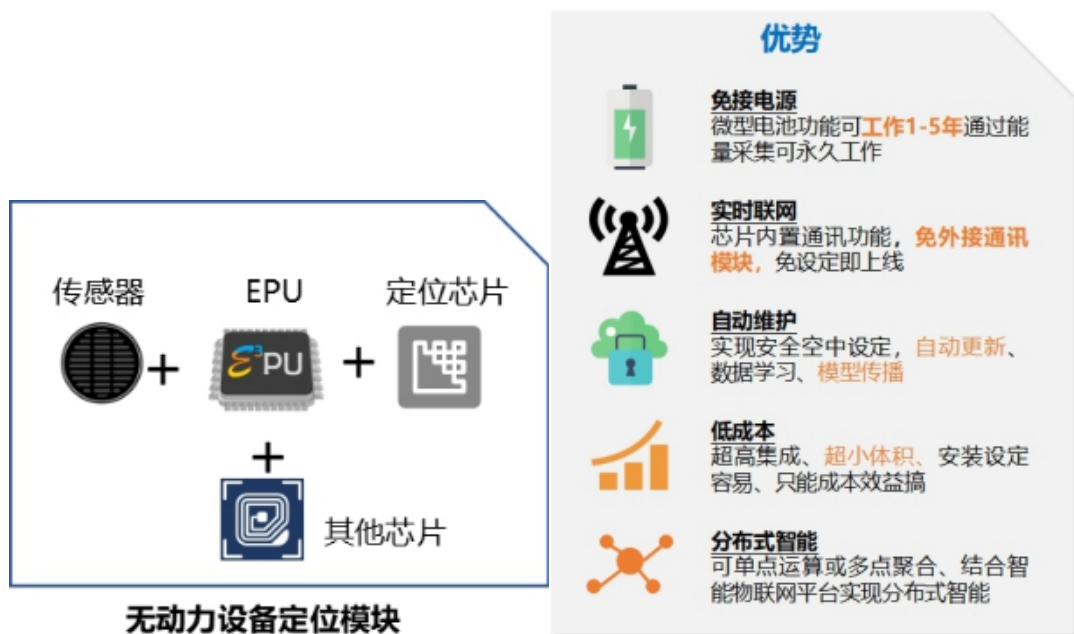 传感器
EPU
定位芯片
E³PU
其他芯片
无动力设备定位模块
优势
免接电源
微型电池功能可工作1-5年通过能
量采集可永久工作
实时联网
芯片内置通讯功能，免外接通讯
模块，免设定即上线
自动维护
实现安全空中设定，自动更新、
数据学习、模型传播
低成本
超高集成、超小体积、安装设定
容易、只能成本效益搞
分布式智能
可单点运算或多点聚合、结合智
能物联网平台实现分布式智能